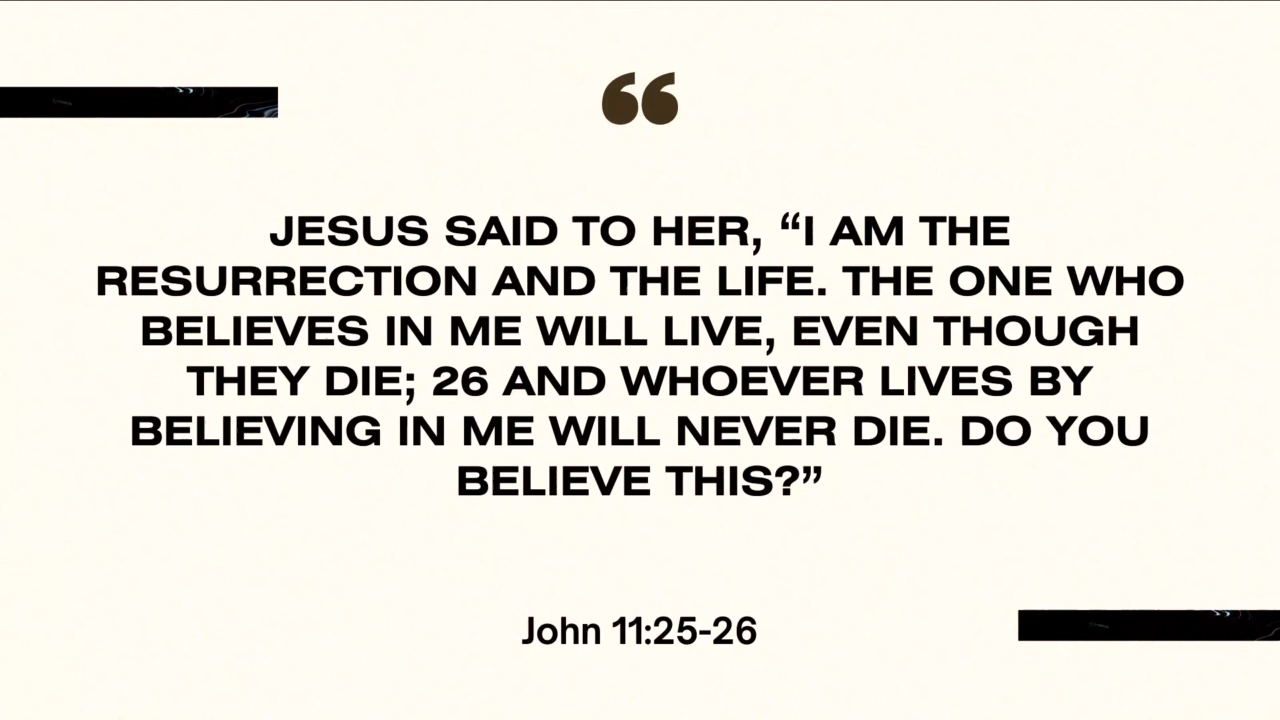 “
JESUS SAID TO HER, “I AM THE
RESURRECTION AND THE LIFE. THE ONE WHO
BELIEVES IN ME WILL LIVE, EVEN THOUGH
THEY DIE; 26 AND WHOEVER LIVES BY
BELIEVING IN ME WILL NEVER DIE. DO YOU
BELIEVE THIS?”
John 11:25-26